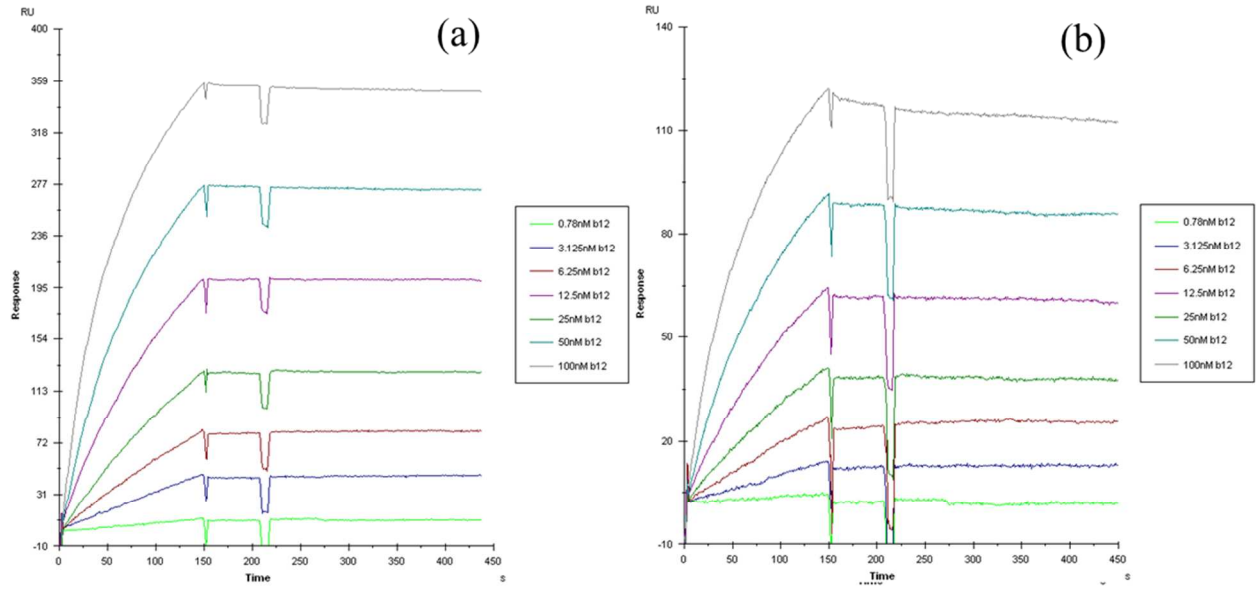 RU
400
359
318
277
236
195
154
113
72
31
-10
Response
0 50 100 150 200 250 300 350 400 450
Time
s
(a)
0.78nM b12
3.125nM b12
6.25nM b12
12.5nM b12
25nM b12
50nM b12
100nM b12
RU
140
110
80
50
20
-10
Response
0 50 100 150 200 250 300 350 400 450
Time
s
(b)
0.78nM b12
3.125nM b12
6.25nM b12
12.5nM b12
25nM b12
50nM b12
100nM b12